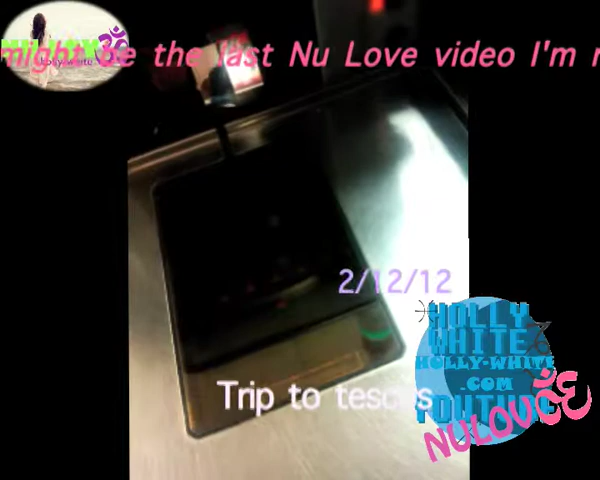 might be the last Nu Love video I'm r
2/12/12
Trip to tescos
HOLLY
WHITE
HOLLY-WHITE
.COM
YOUTUBE
NULOVE